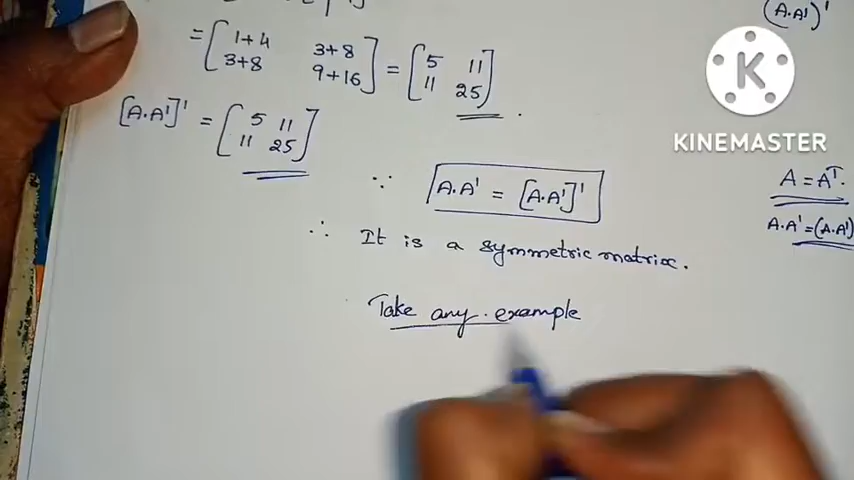 (A.A')'
= [1+4 3+8] = [5 11]
[3+8 9+16] [11 25].
[A.A']' = [5 11]
[11 25]
KINEMASTER
∵ A.A' = [A.A']'
A = Aᵀ.
A.A' = (A.A')'
∴ It is a symmetric matrix.
Take any. example